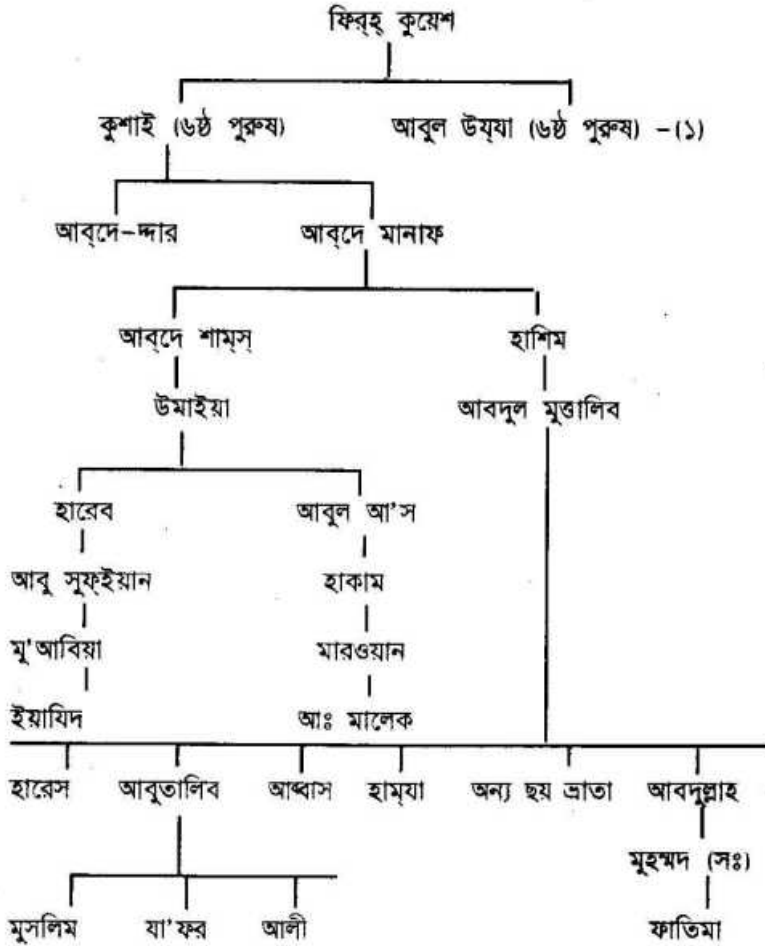 ফির্‌হ্ কুয়েশ
কুশাই (৬ষ্ঠ পুরুষ) আবুল উয্‌যা (৬ষ্ঠ পুরুষ) -(১)
আব্‌দে-দ্দার আব্‌দে মানাফ
আব্‌দে শাম্‌স্ হাশিম
উমাইয়া আবদুল মুত্তালিব
হারেব আবুল আ'স
আবু সুফ্‌ইয়ান হাকাম
মু'আবিয়া মারওয়ান
ইয়াযিদ আঃ মালেক
হারেস আবুতালিব আব্বাস হাম্‌যা অন্য ছয় ভ্রাতা আবদুল্লাহ
মুহম্মদ (সঃ)
মুসলিম যা'ফর আলী ফাতিমা